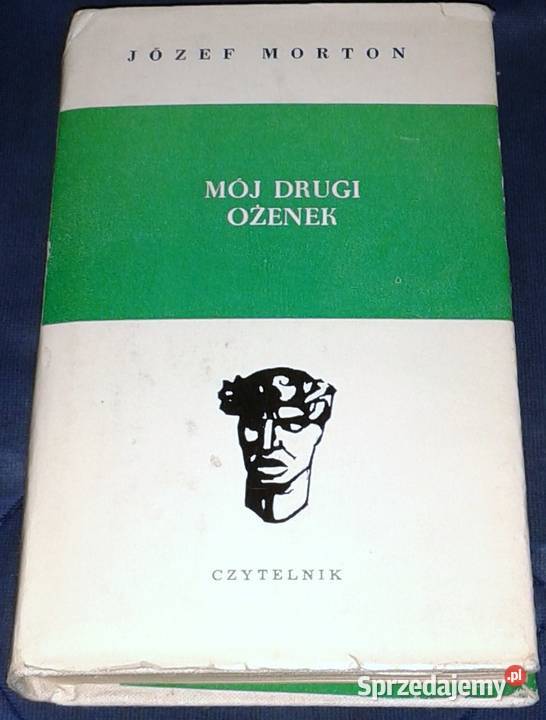 JÓZEF MORTON
MÓJ DRUGI
OŻENEK
CZYTELNIK
Sprzedajemy.pl